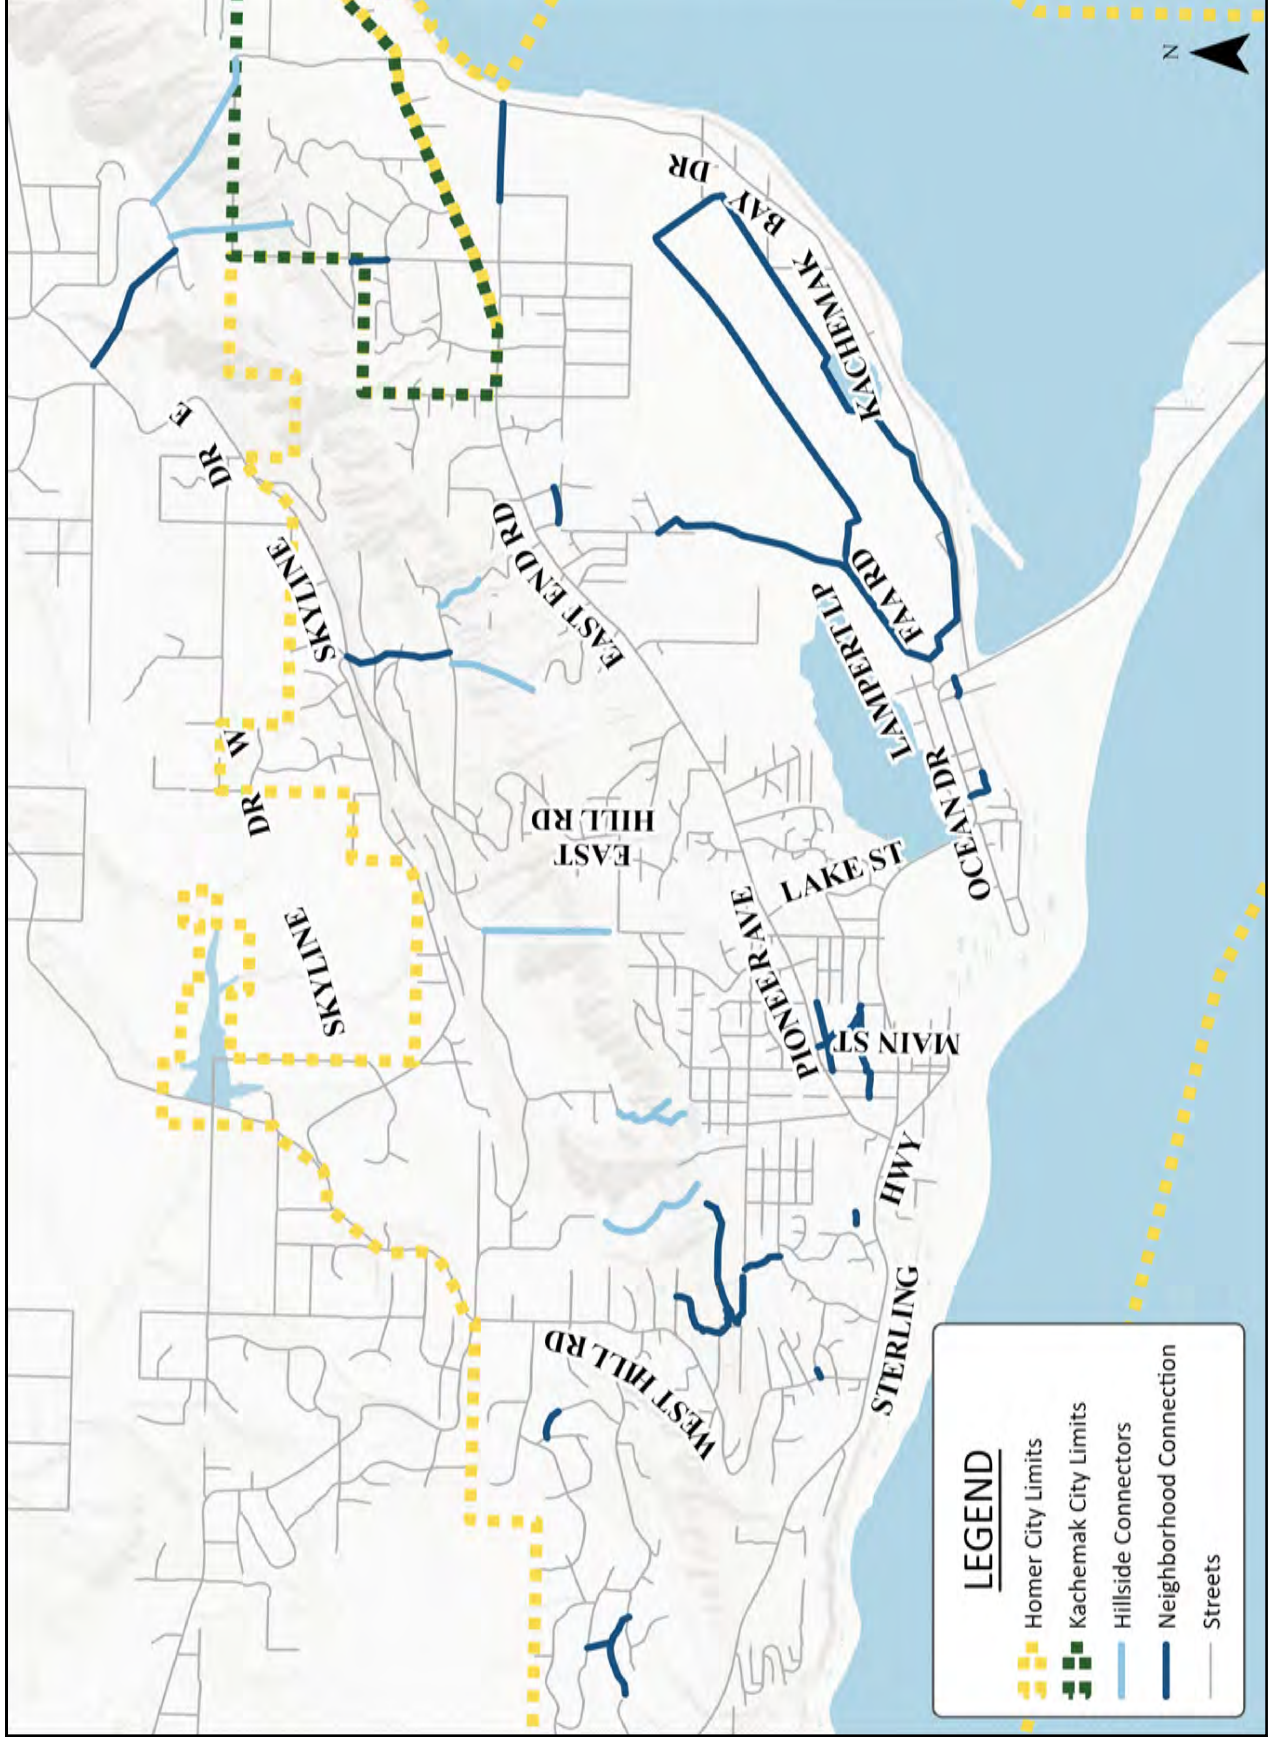 N
SKYLINE DR E
SKYLINE DR W
EAST END RD
EAST
HILL RD
WEST HILL RD
KACHEMAK BAY DR
FAA RD
LAMPERT LP
OCEAN DR
LAKE ST
PIONEER AVE
MAIN ST
STERLING HWY
LEGEND
Homer City Limits
Kachemak City Limits
Hillside Connectors
Neighborhood Connection
Streets